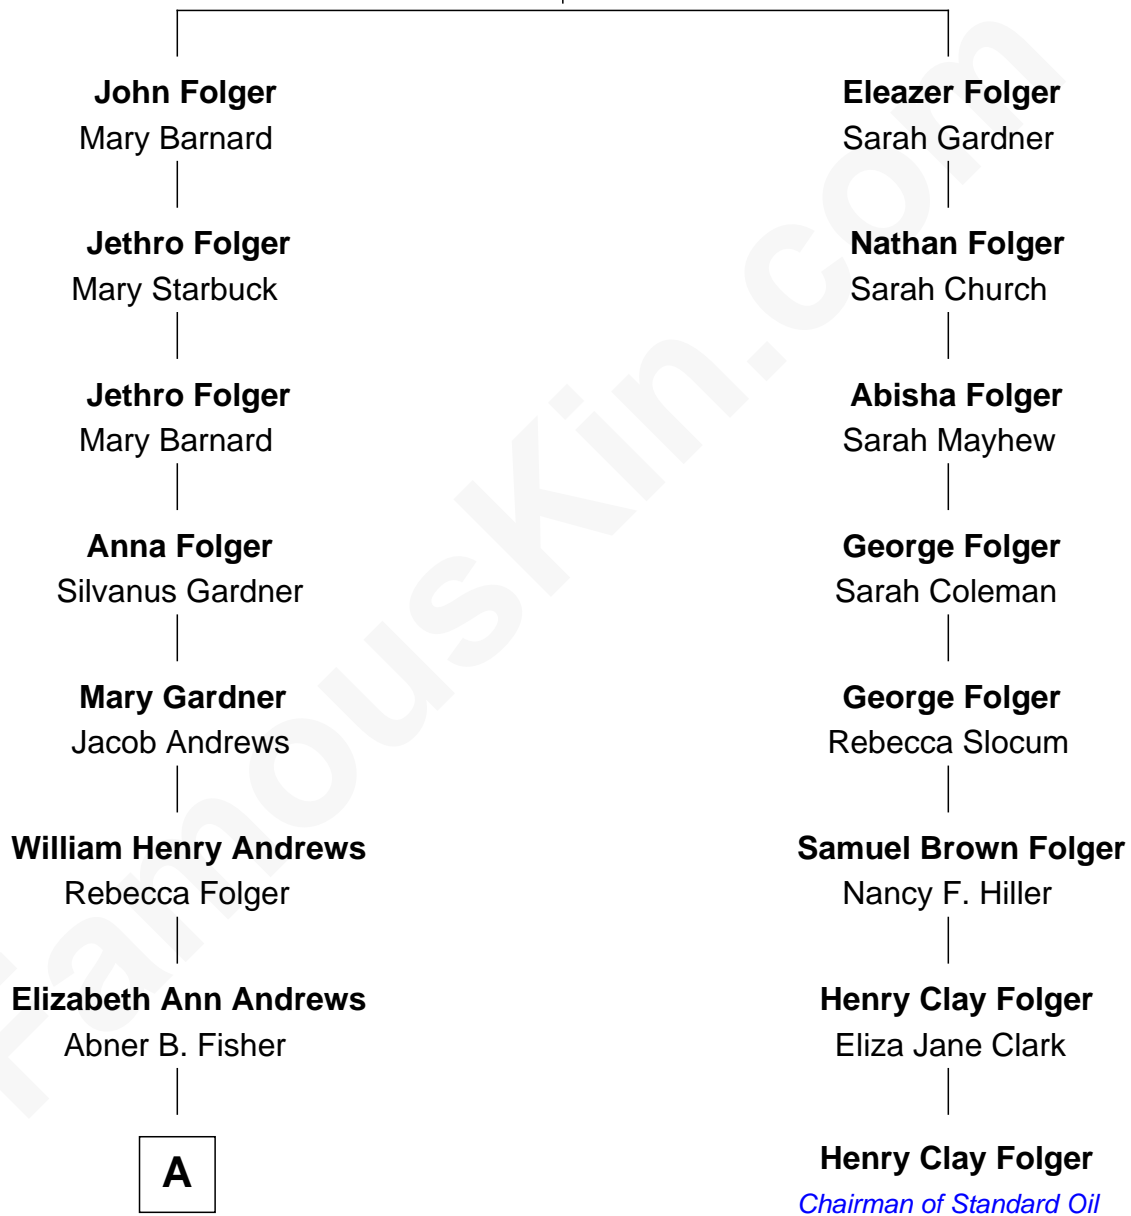 John Folger
Mary Barnard
Jethro Folger
Mary Starbuck
Jethro Folger
Mary Barnard
Anna Folger
Silvanus Gardner
Mary Gardner
Jacob Andrews
William Henry Andrews
Rebecca Folger
Elizabeth Ann Andrews
Abner B. Fisher
A
Eleazer Folger
Sarah Gardner
Nathan Folger
Sarah Church
Abisha Folger
Sarah Mayhew
George Folger
Sarah Coleman
George Folger
Rebecca Slocum
Samuel Brown Folger
Nancy F. Hiller
Henry Clay Folger
Eliza Jane Clark
Henry Clay Folger
Chairman of Standard Oil
FamousKin.com